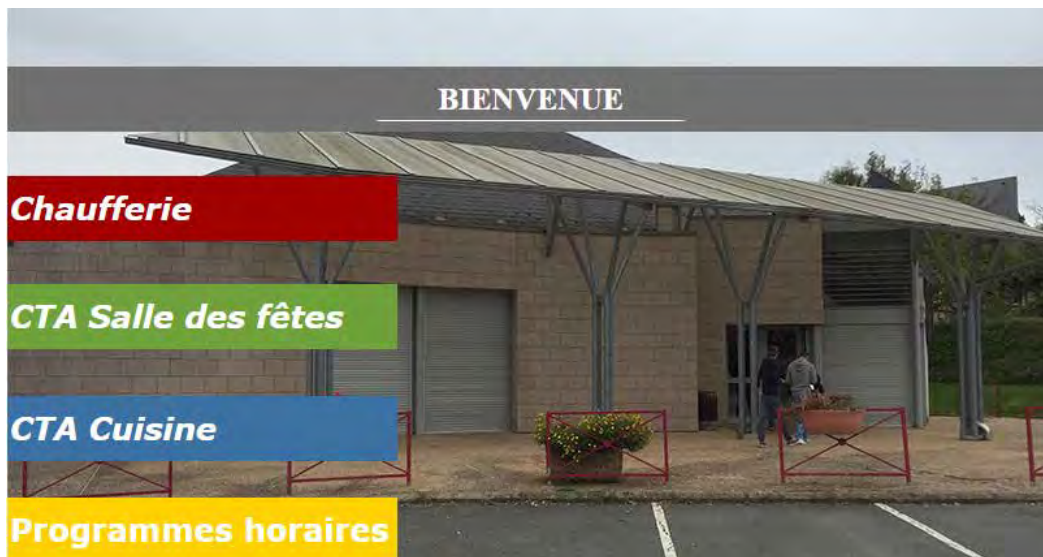 BIENVENUE
Chaufferie
CTA Salle des fêtes
CTA Cuisine
Programmes horaires